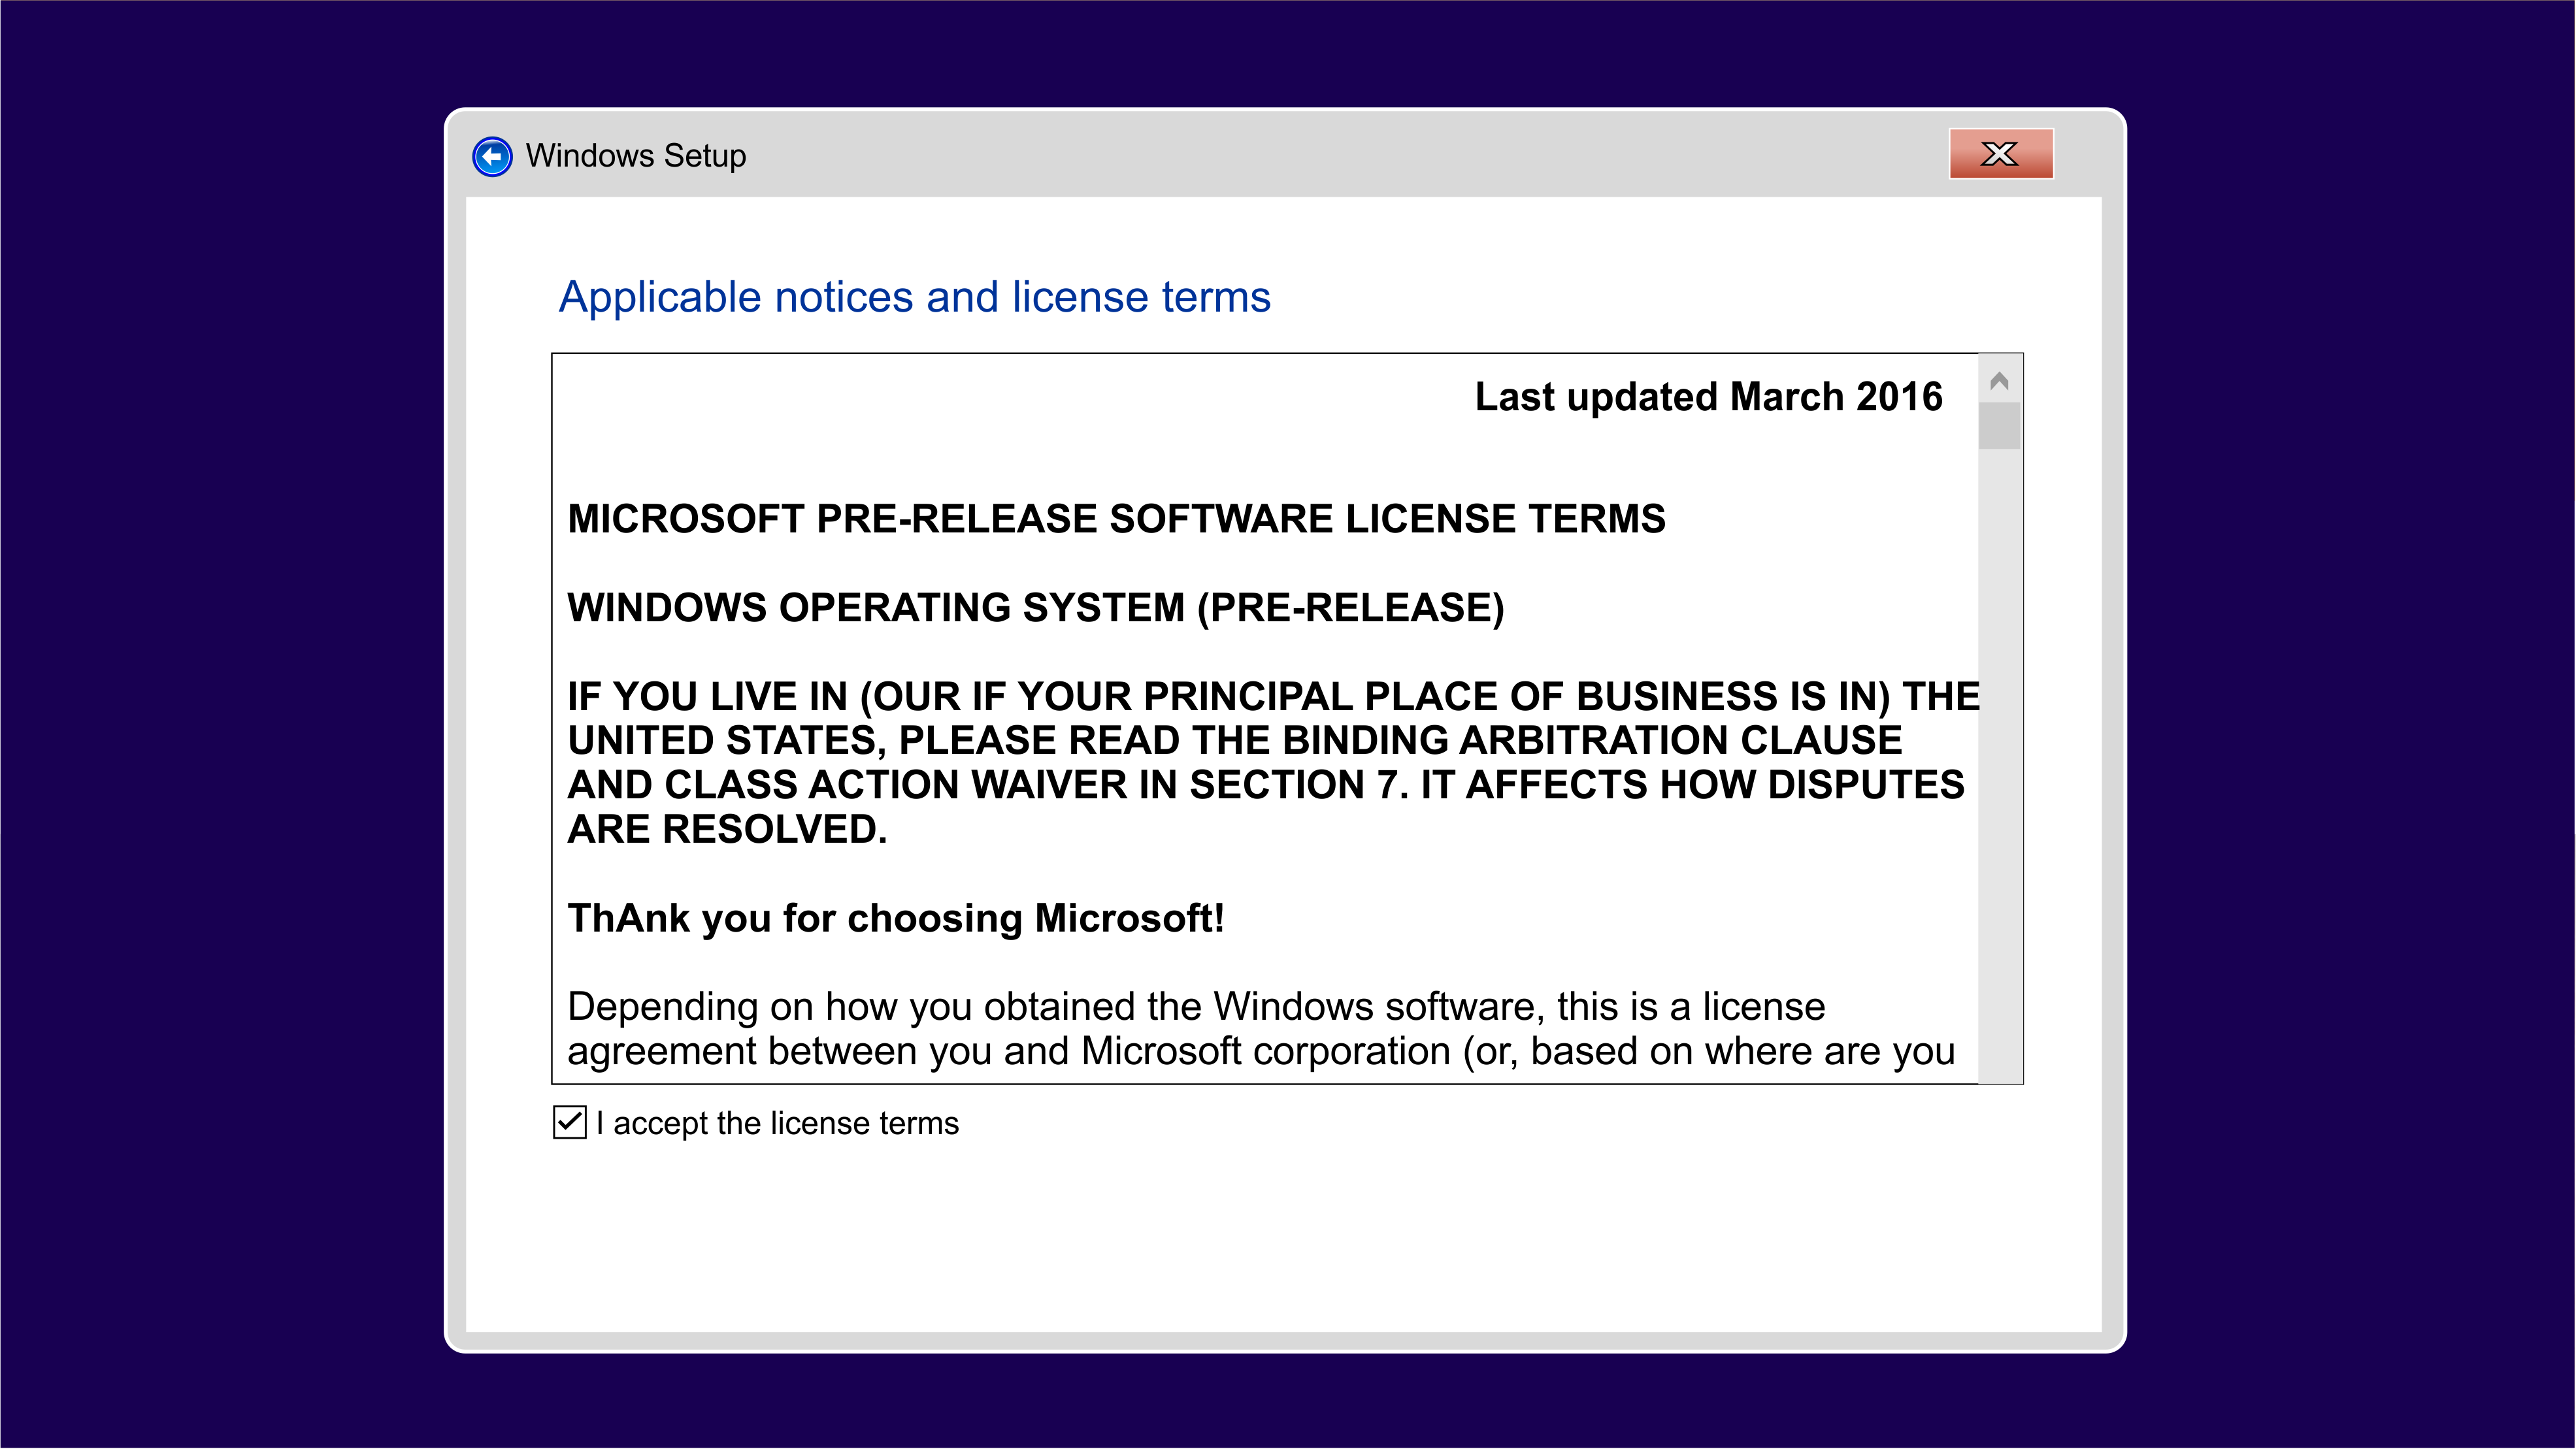 Windows Setup
Applicable notices and license terms
Last updated March 2016
MICROSOFT PRE-RELEASE SOFTWARE LICENSE TERMS
WINDOWS OPERATING SYSTEM (PRE-RELEASE)
IF YOU LIVE IN (OUR IF YOUR PRINCIPAL PLACE OF BUSINESS IS IN) THE
UNITED STATES, PLEASE READ THE BINDING ARBITRATION CLAUSE
AND CLASS ACTION WAIVER IN SECTION 7. IT AFFECTS HOW DISPUTES
ARE RESOLVED.
ThAnk you for choosing Microsoft!
Depending on how you obtained the Windows software, this is a license
agreement between you and Microsoft corporation (or, based on where are you
I accept the license terms